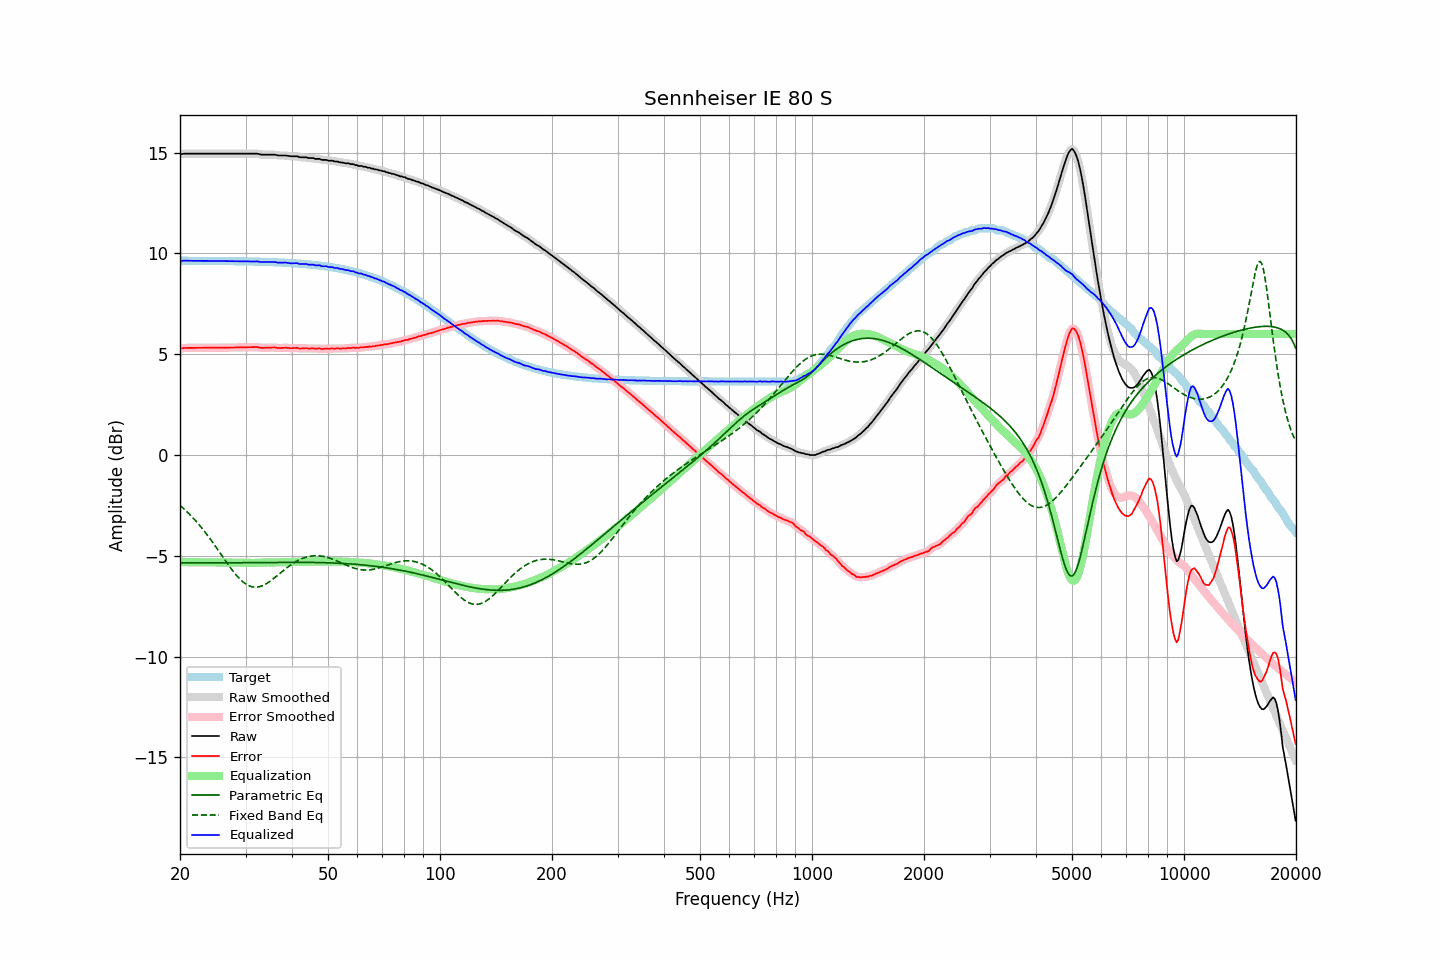 Sennheiser IE 80 S
Amplitude (dBr)
15
10
5
0
−5
−10
−15
Target
Raw Smoothed
Error Smoothed
Raw
Error
Equalization
Parametric Eq
Fixed Band Eq
Equalized
20 50 100 200 500 1000 2000 5000 10000 20000
Frequency (Hz)